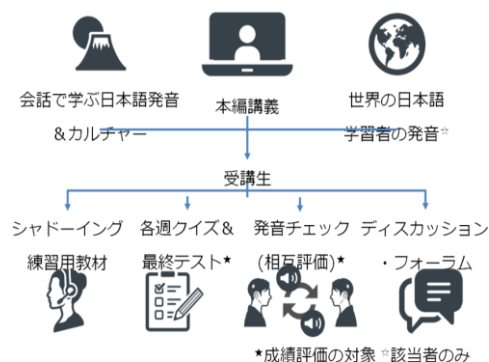 会話で学ぶ日本語発音
&カルチャー
本編講義
世界の日本語
学習者の発音☆
受講生
シャドーイング
練習用教材
各週クイズ&
最終テスト★
発音チェック
(相互評価)★
ディスカッション
・フォーラム
★成績評価の対象 ☆該当者のみ